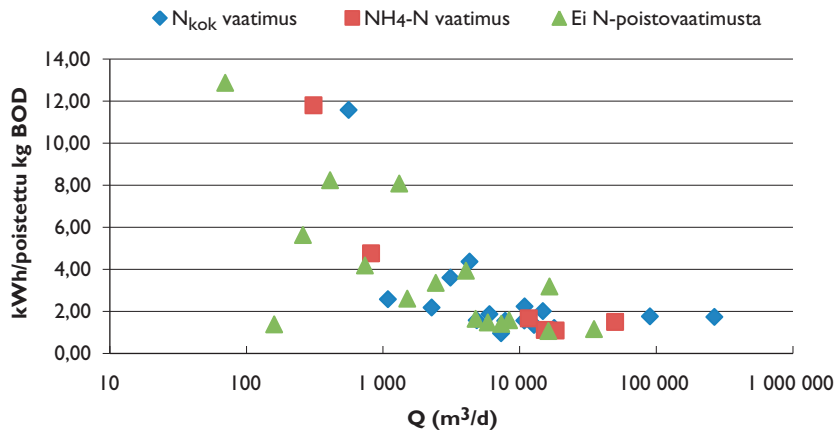 N_kok vaatimus NH4-N vaatimus Ei N-poistovaatimusta
14,00
12,00
10,00
8,00
6,00
4,00
2,00
0,00
kWh/poistettu kg BOD
10 100 1 000 10 000 100 000 1 000 000
Q (m³/d)